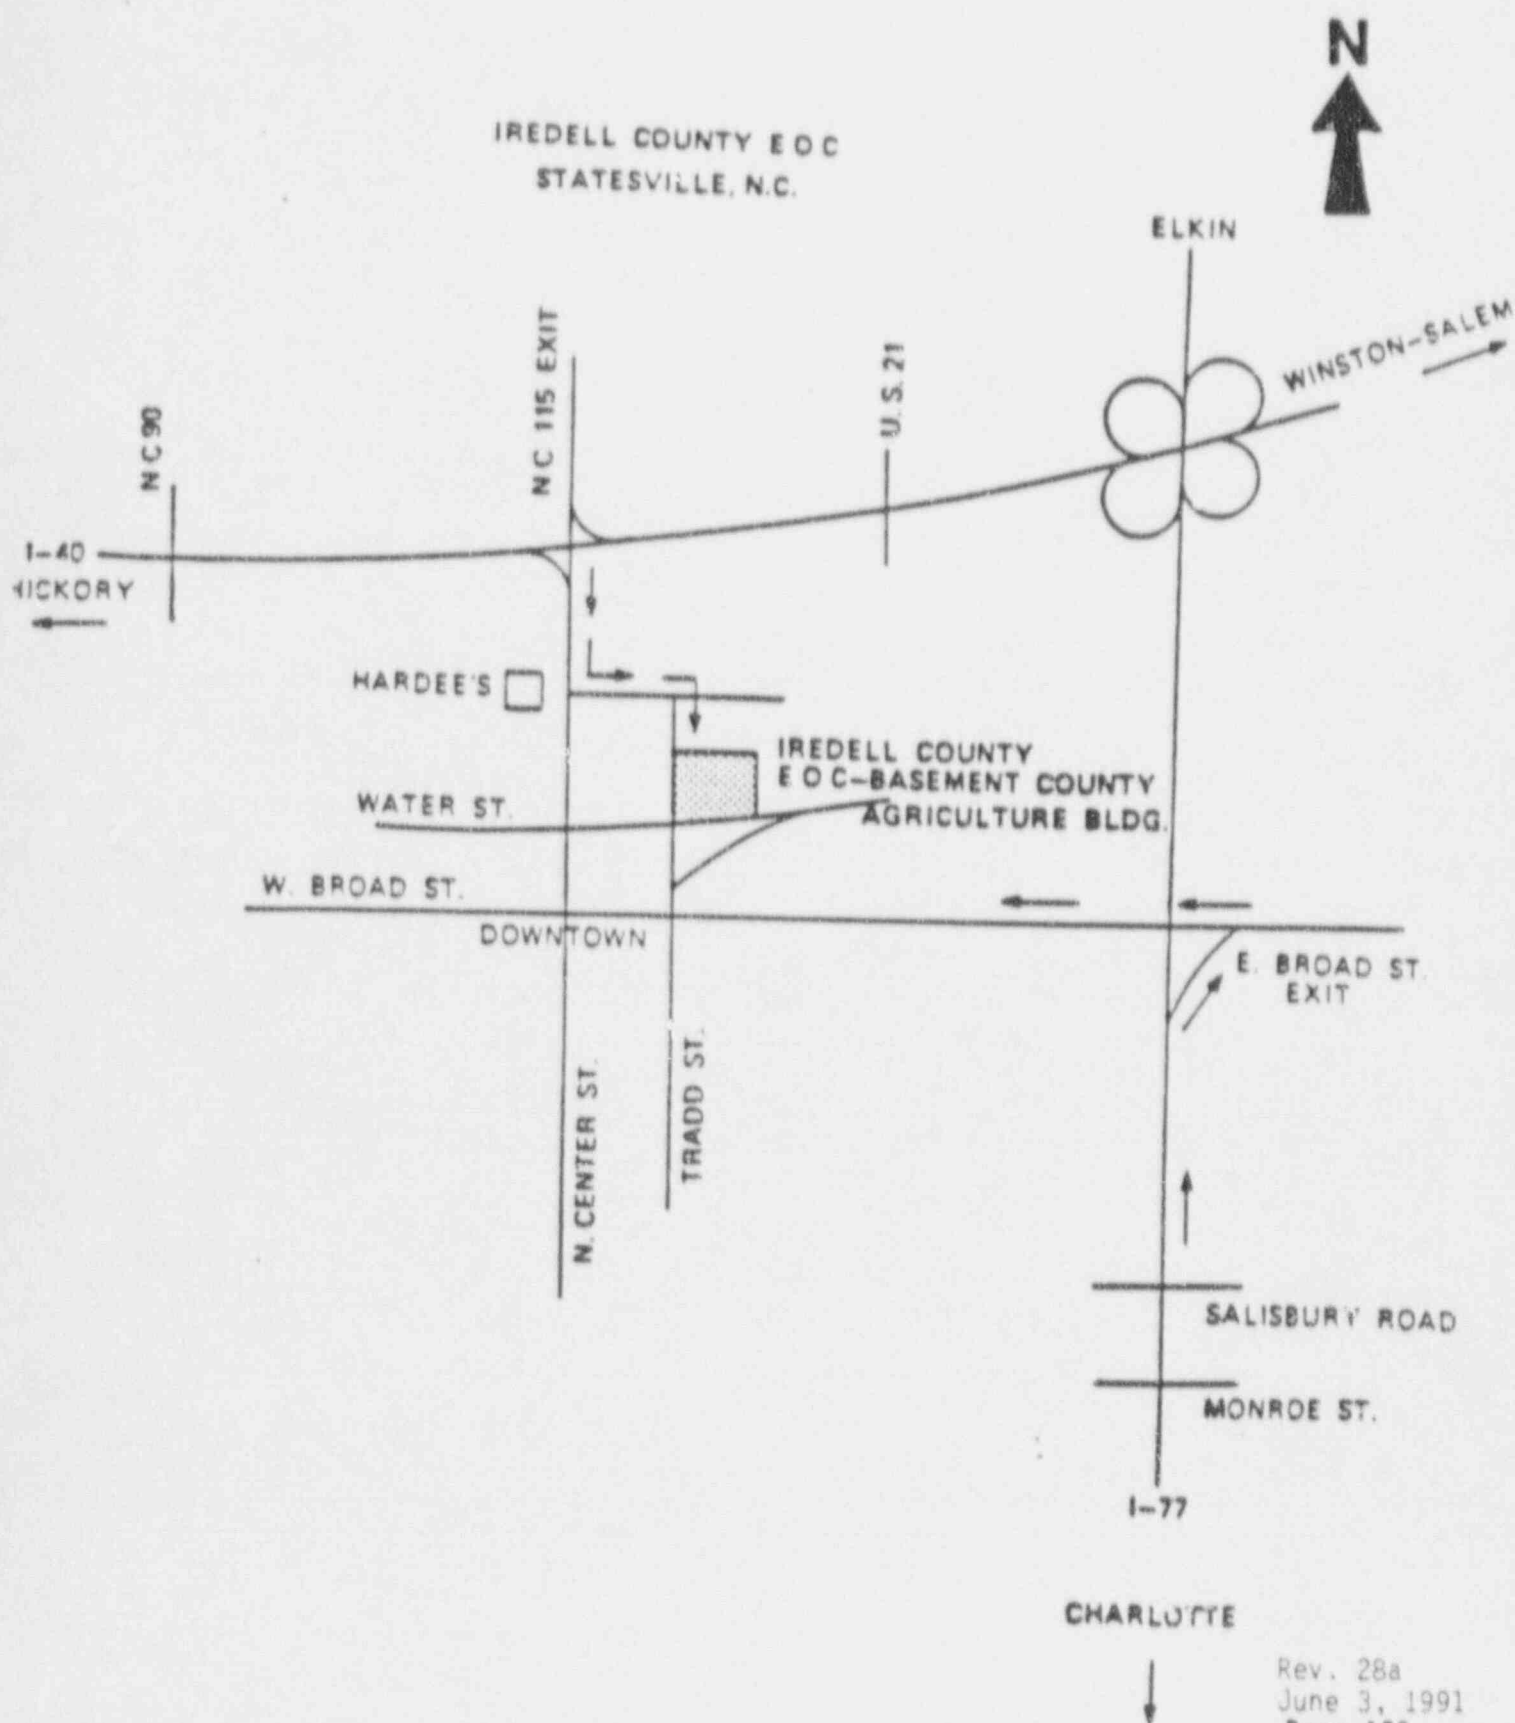 N
IREDELL COUNTY E O C
STATESVILLE, N.C.
ELKIN
WINSTON-SALEM
NC 115 EXIT
U.S. 21
NC 90
I-40
HICKORY
HARDEE'S
IREDELL COUNTY
E O C-BASEMENT COUNTY
AGRICULTURE BLDG.
WATER ST.
W. BROAD ST.
DOWNTOWN
E. BROAD ST.
EXIT
N. CENTER ST.
TRADD ST.
SALISBURY ROAD
MONROE ST.
I-77
CHARLOTTE
Rev. 28a
June 3, 1991